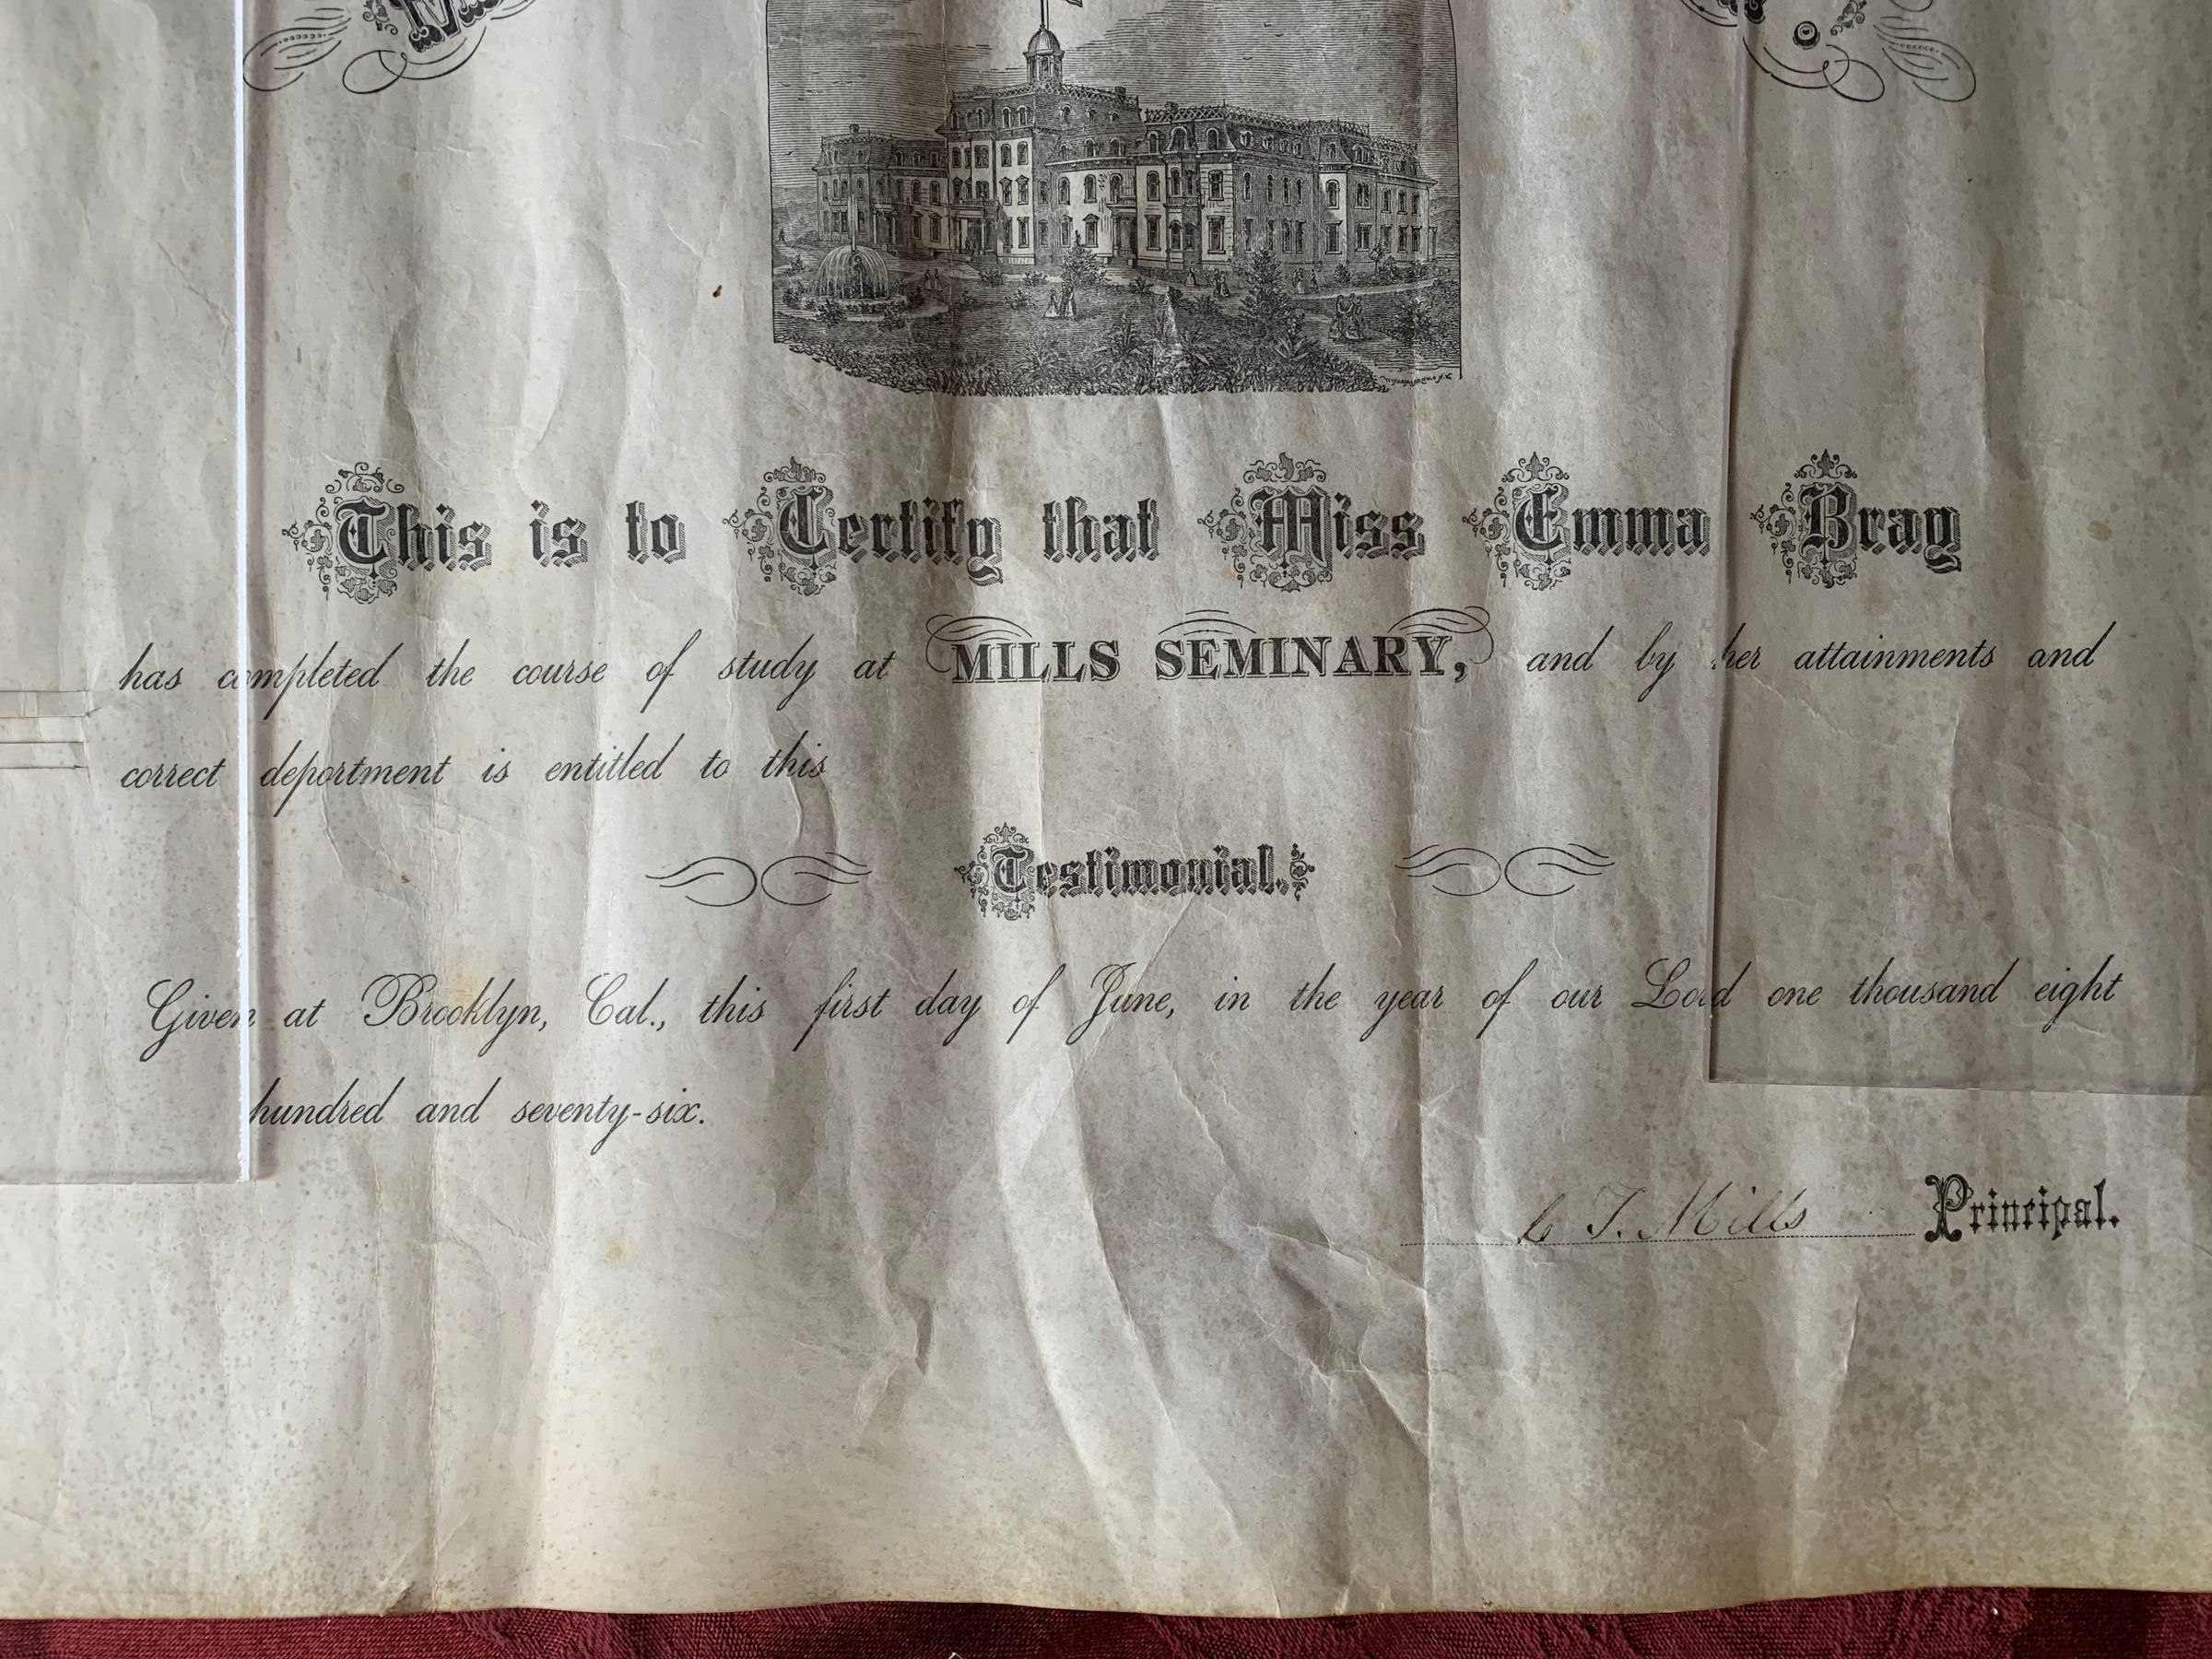 This is to Certify that Miss Emma Bray
has completed the course of study at MILLS SEMINARY, and by her attainments and
correct deportment is entitled to this
Testimonial.
Given at Brooklyn, Cal., this first day of June, in the year of our Lord one thousand eight
hundred and seventy-six.
C T. Mills Principal.